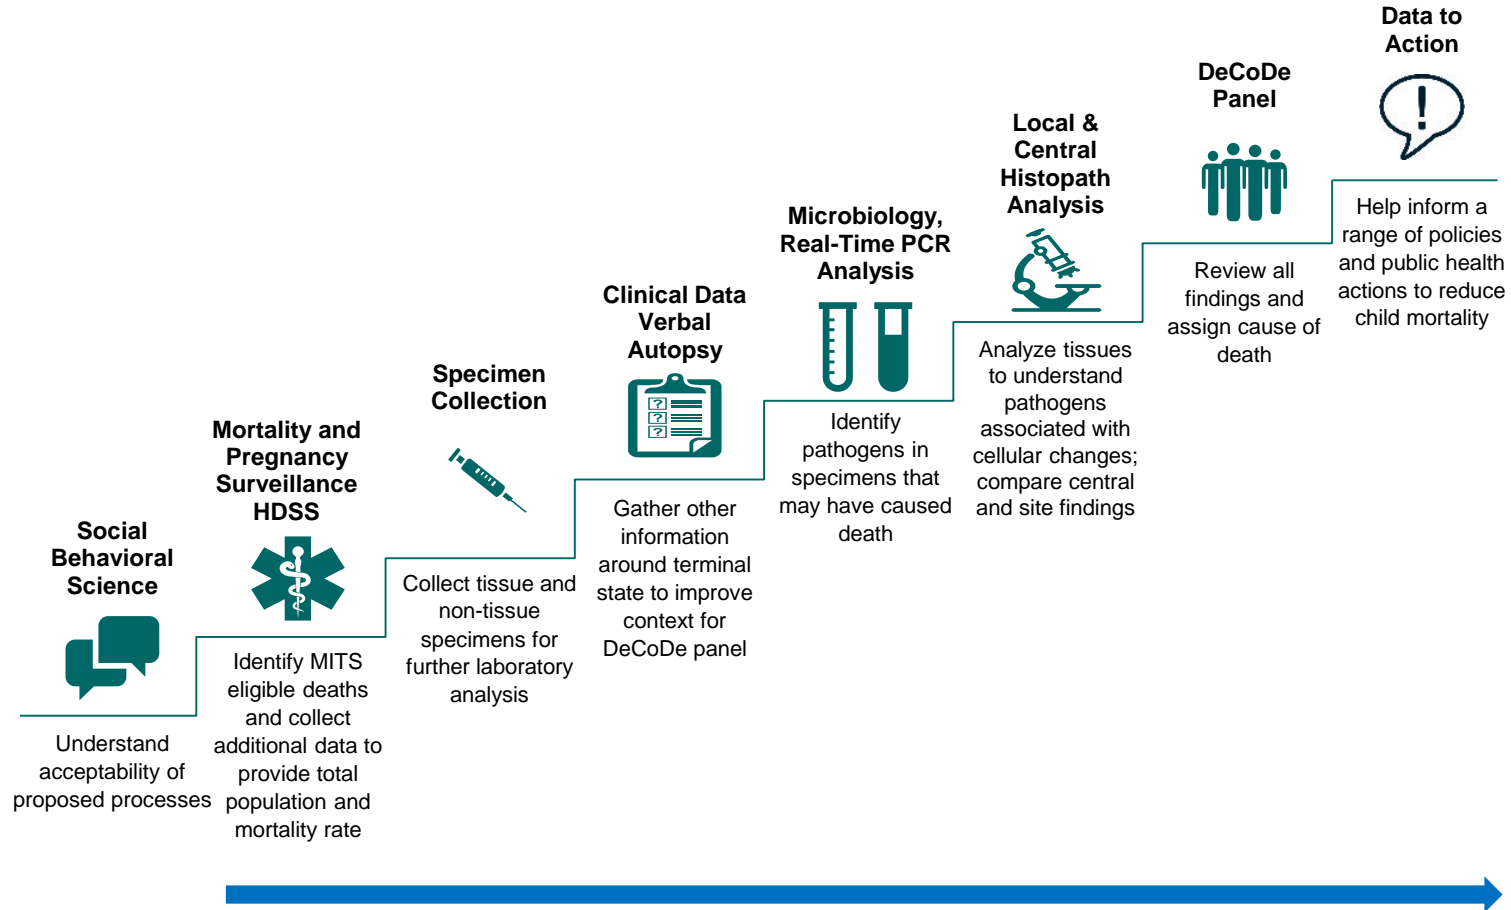 Social
Behavioral
Science
Understand
acceptability of
proposed processes
Mortality and
Pregnancy
Surveillance
HDSS
Identify MITS
eligible deaths
and collect
additional data to
provide total
population and
mortality rate
Specimen
Collection
Collect tissue and
non-tissue
specimens for
further laboratory
analysis
Clinical Data
Verbal
Autopsy
?
?
?
Gather other
information
around terminal
state to improve
context for
DeCoDe panel
Microbiology,
Real-Time PCR
Analysis
Identify
pathogens in
specimens that
may have caused
death
Local &
Central
Histopath
Analysis
Analyze tissues
to understand
pathogens
associated with
cellular changes;
compare central
and site findings
DeCoDe
Panel
Review all
findings and
assign cause of
death
Data to
Action
!
Help inform a
range of policies
and public health
actions to reduce
child mortality